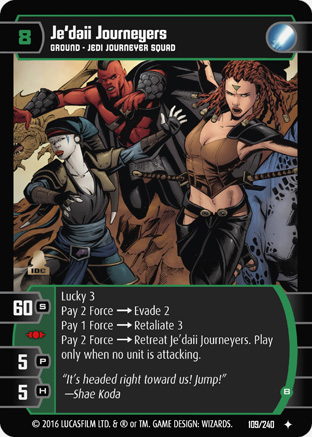 8
Je'daii Journeyers
GROUND - JEDI JOURNEYER SQUAD
IDC
60 S
5 P
5 H
Lucky 3
Pay 2 Force → Evade 2
Pay 1 Force → Retaliate 3
Pay 2 Force → Retreat Je'daii Journeyers. Play
only when no unit is attacking.
"It's headed right toward us! Jump!"
—Shae Koda
B
© 2016 LUCASFILM LTD. & ® or TM. GAME DESIGN: WIZARDS.
109/240